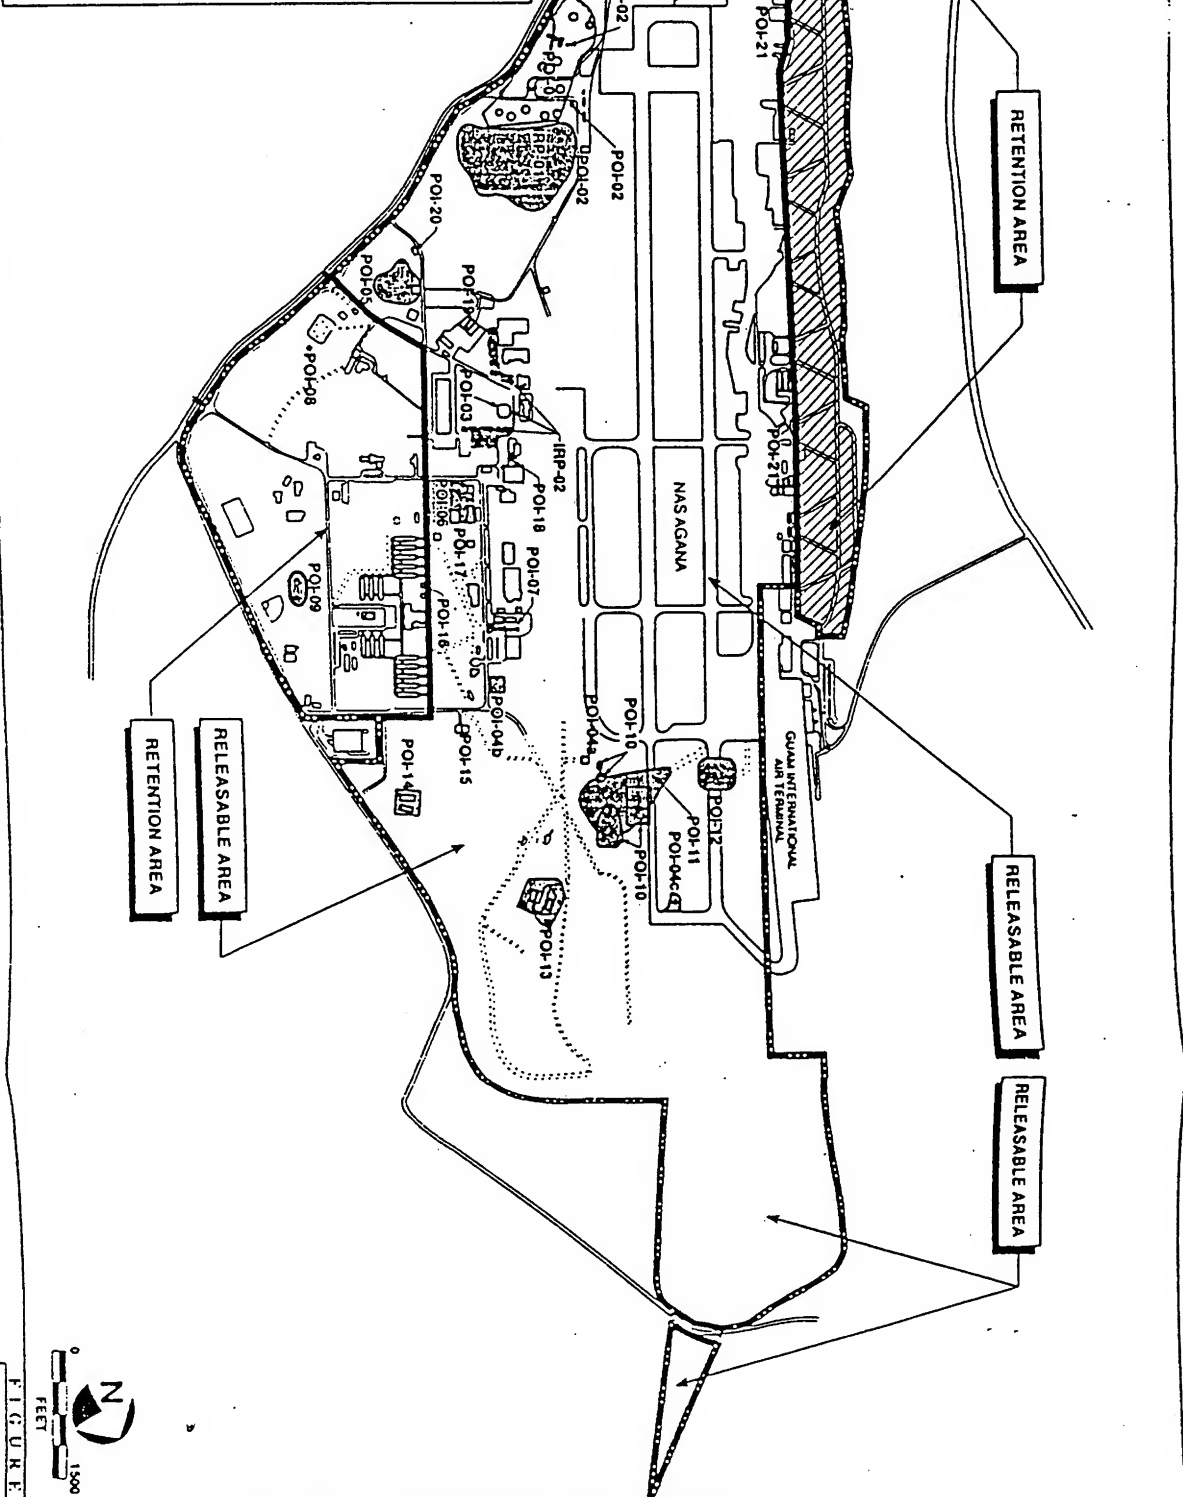 POI-21
RETENTION AREA
-02
POI-02
POI-02
IRP-01
POI-20
POI-05
POI-19
POI-08
POI-03
IRP-02
POI-18
POI-21
NAS AGANA
POI-06
POI-17
POI-07
POI-09
POI-16
POI-04b
POI-15
POI-14
POI-10
POI-04a
POI-12
POI-11
POI-04c
POI-10
POI-13
GUAM INTERNATIONAL
AIR TERMINAL
RELEASABLE AREA
RETENTION AREA
RELEASABLE AREA
RELEASABLE AREA
N
0
1500
FEET
FIGURE